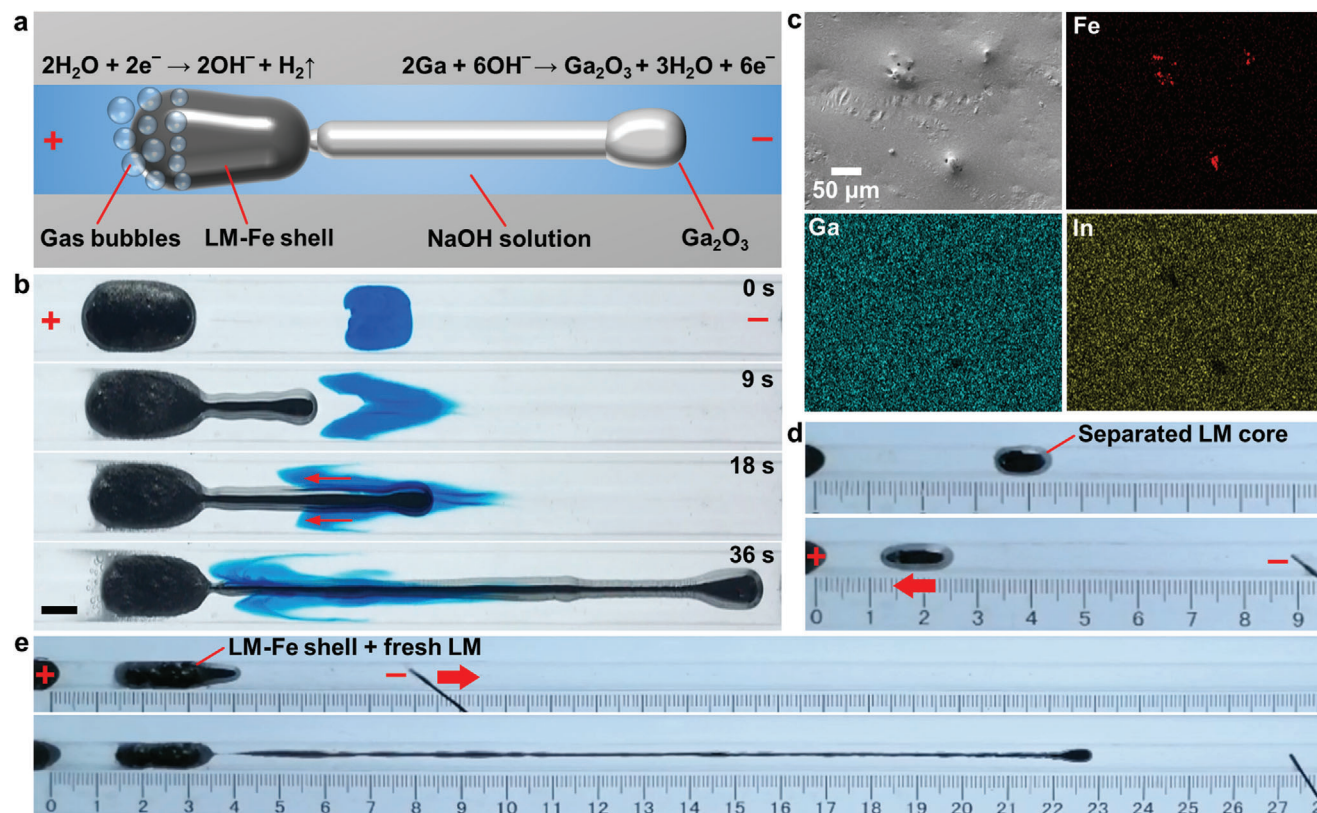 a
2H₂O + 2e⁻ → 2OH⁻ + H₂↑
2Ga + 6OH⁻ → Ga₂O₃ + 3H₂O + 6e⁻
+
−
Gas bubbles
LM-Fe shell
NaOH solution
Ga₂O₃
b
0 s
+
−
9 s
18 s
36 s
c
50 µm
Fe
Ga
In
d
Separated LM core
+
−
0 1 2 3 4 5 6 7 8 9
e
LM-Fe shell + fresh LM
+
−
0 1 2 3 4 5 6 7 8 9 10 11 12 13 14 15 16 17 18 19 20 21 22 23 24 25 26 27